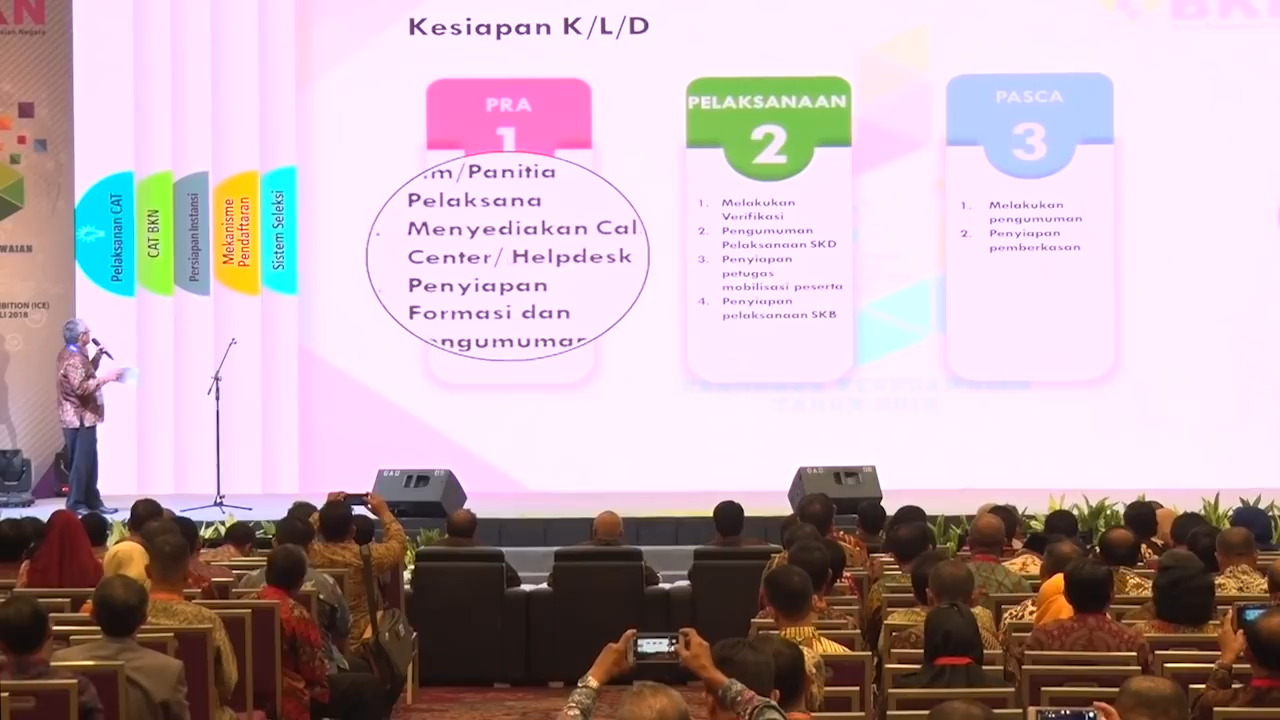 Kesiapan K/L/D
BKN
PRA
1
PELAKSANAAN
2
PASCA
3
Pelaksanan CAT
CAT BKN
Persiapan Instansi
Mekanisme
Pendaftaran
Sistem Seleksi
/Panitia
Pelaksana
Menyediakan Cal
Center/ Helpdesk
Penyiapan
Formasi dan
1. Melakukan
Verifikasi
2. Pengumuman
Pelaksanaan SKD
3. Penyiapan
petugas
mobilisasi peserta
4. Penyiapan
pelaksanaan SKB
1. Melakukan
pengumuman
2. Penyiapan
pemberkasan